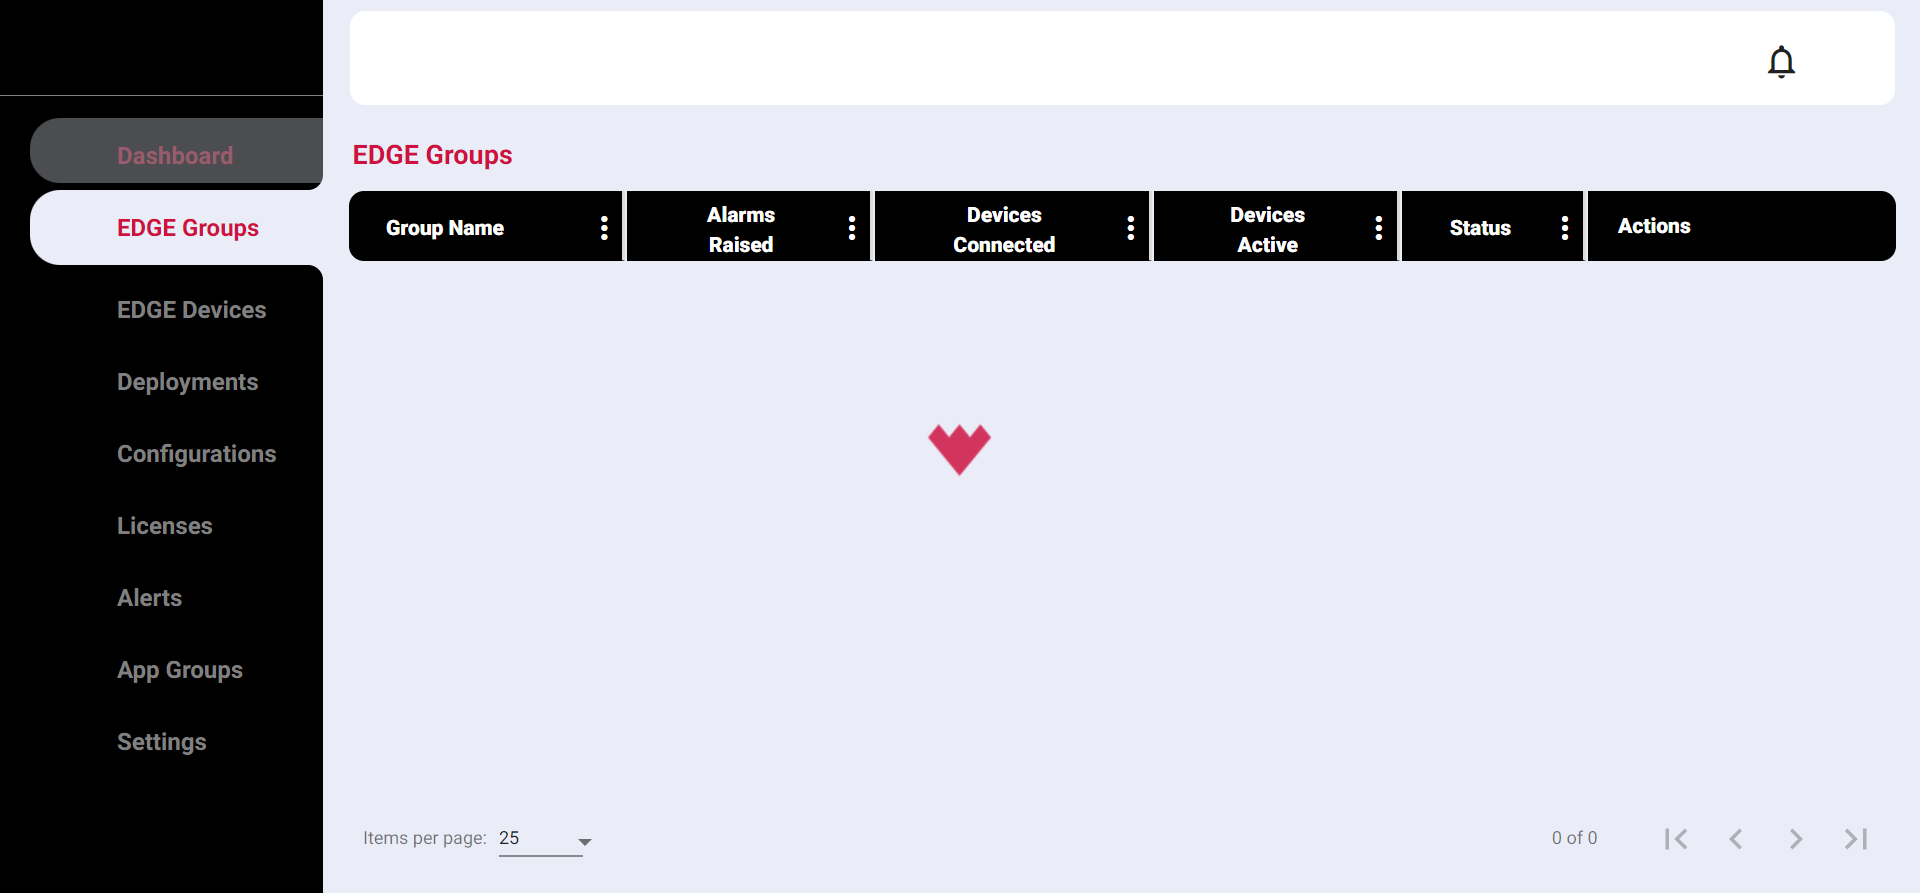 Dashboard
EDGE Groups
EDGE Devices
Deployments
Configurations
Licenses
Alerts
App Groups
Settings
EDGE Groups
Group Name
Alarms
Raised
Devices
Connected
Devices
Active
Status
Actions
Items per page: 25
0 of 0